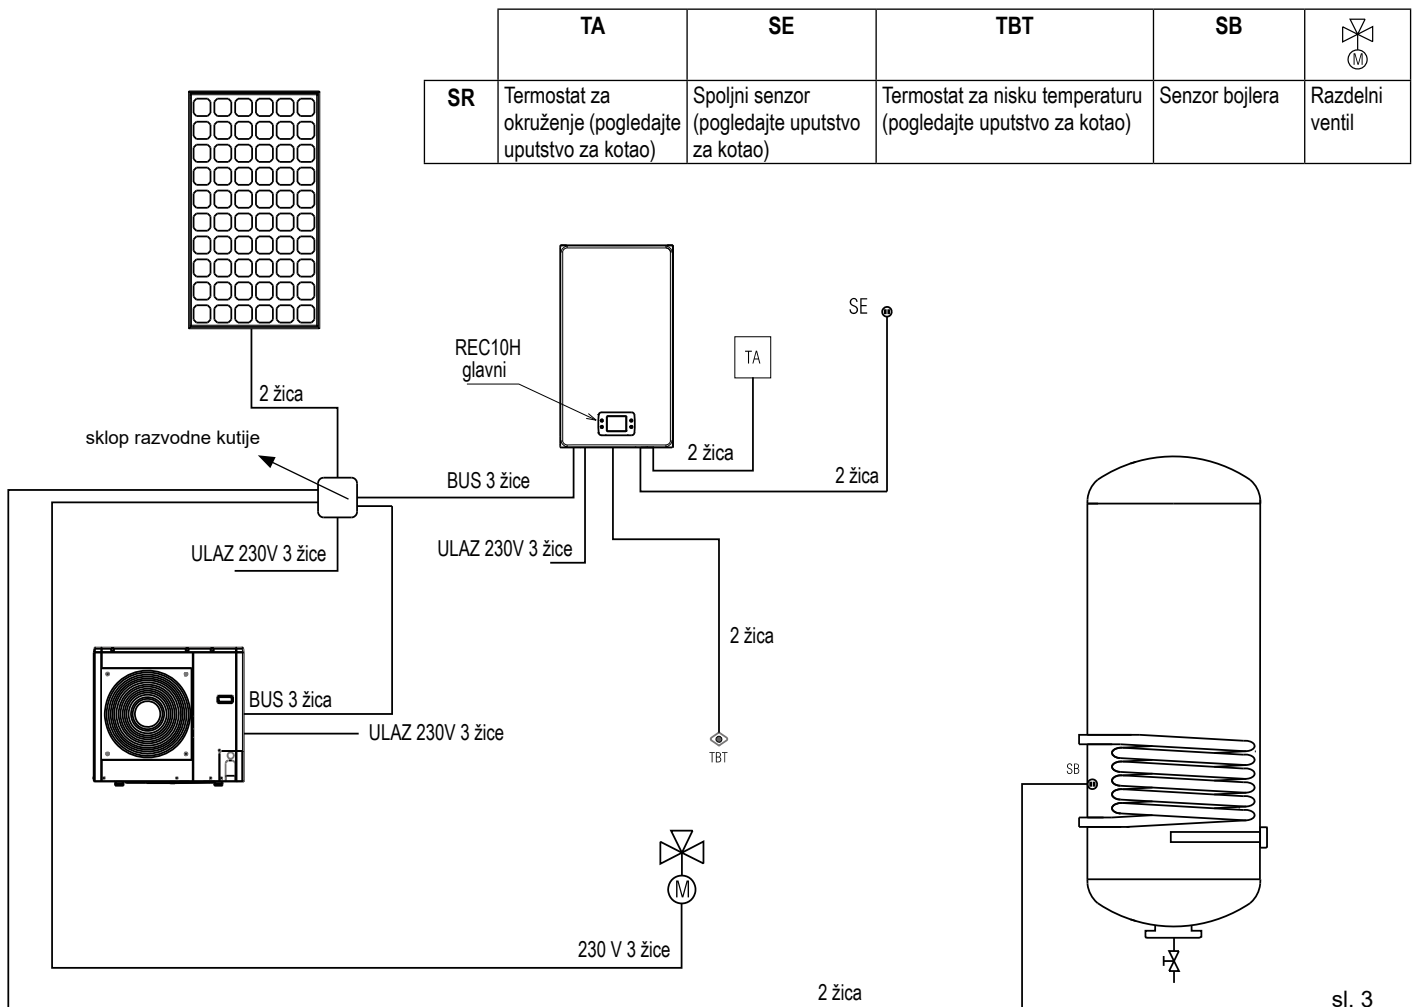 TA SE TBT SB
M
SR Termostat za okruženje (pogledajte uputstvo za kotao)
Spoljni senzor (pogledajte uputstvo za kotao)
Termostat za nisku temperaturu (pogledajte uputstvo za kotao)
Senzor bojlera
Razdelni ventil
SE
REC10H
glavni
TA
2 žica
sklop razvodne kutije
2 žica
2 žica
BUS 3 žice
ULAZ 230V 3 žice
ULAZ 230V 3 žice
2 žica
BUS 3 žica
ULAZ 230V 3 žice
TBT
SB
M
230 V 3 žice
2 žica
sl. 3